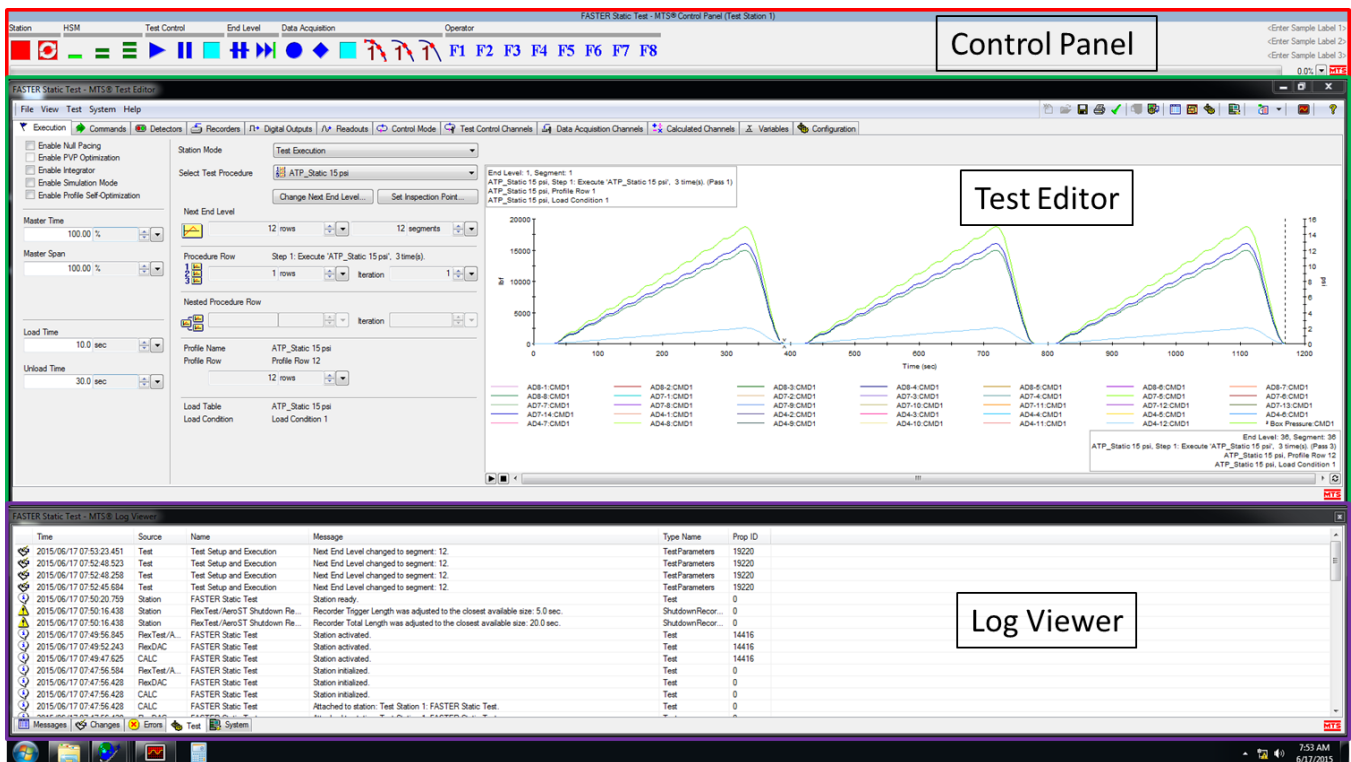 FASTER Static Test - MTS® Control Panel (Test Station 1)
Station HSM Test Control End Level Data Acquisition Operator
<Enter Sample Label 1>
<Enter Sample Label 2>
<Enter Sample Label 3>
F1 F2 F3 F4 F5 F6 F7 F8
Control Panel
0.0% MTS
FASTER Static Test - MTS® Test Editor
File View Test System Help
Execution Commands Detectors Recorders Digital Outputs Readouts Control Mode Test Control Channels Data Acquisition Channels Calculated Channels Variables Configuration
Enable Null Pacing
Enable PVP Optimization
Enable Integrator
Enable Simulation Mode
Enable Profile Self-Optimization
Master Time
100.00 %
Master Span
100.00 %
Load Time
10.0 sec
Unload Time
30.0 sec
Station Mode Test Execution
Select Test Procedure ATP_Static 15 psi
Change Next End Level... Set Inspection Point...
Next End Level
12 rows 12 segments
Procedure Row Step 1: Execute 'ATP_Static 15 psi', 3 time(s).
1 rows Iteration 1
Nested Procedure Row
Iteration
Profile Name ATP_Static 15 psi
Profile Row Profile Row 12
12 rows
Load Table ATP_Static 15 psi
Load Condition Load Condition 1
End Level: 1, Segment: 1
ATP_Static 15 psi, Step 1: Execute 'ATP_Static 15 psi', 3 time(s). (Pass 1)
ATP_Static 15 psi, Profile Row 1
ATP_Static 15 psi, Load Condition 1
Test Editor
20000
15000
10000
5000
0
lbf
16
14
12
10
8
6
4
2
0
psi
0 100 200 300 400 500 600 700 800 900 1000 1100 1200
Time (sec)
AD8-1:CMD1 AD8-2:CMD1 AD8-3:CMD1 AD8-4:CMD1 AD8-5:CMD1 AD8-6:CMD1 AD8-7:CMD1
AD8-8:CMD1 AD7-1:CMD1 AD7-2:CMD1 AD7-3:CMD1 AD7-4:CMD1 AD7-5:CMD1 AD7-6:CMD1
AD7-7:CMD1 AD7-8:CMD1 AD7-9:CMD1 AD7-10:CMD1 AD7-11:CMD1 AD7-12:CMD1 AD7-13:CMD1
AD7-14:CMD1 AD4-1:CMD1 AD4-2:CMD1 AD4-3:CMD1 AD4-4:CMD1 AD4-5:CMD1 AD4-6:CMD1
AD4-7:CMD1 AD4-8:CMD1 AD4-9:CMD1 AD4-10:CMD1 AD4-11:CMD1 AD4-12:CMD1 Box Pressure:CMD1
End Level: 36, Segment: 36
ATP_Static 15 psi, Step 1: Execute 'ATP_Static 15 psi', 3 time(s). (Pass 3)
ATP_Static 15 psi, Profile Row 12
ATP_Static 15 psi, Load Condition 1
MTS
FASTER Static Test - MTS® Log Viewer
Time Source Name Message Type Name Prop ID
2015/06/17 07:53:23.451 Test Test Setup and Execution Next End Level changed to segment: 12. TestParameters 19220
2015/06/17 07:52:48.523 Test Test Setup and Execution Next End Level changed to segment: 12. TestParameters 19220
2015/06/17 07:52:48.258 Test Test Setup and Execution Next End Level changed to segment: 12. TestParameters 19220
2015/06/17 07:52:45.684 Test Test Setup and Execution Next End Level changed to segment: 12. TestParameters 19220
2015/06/17 07:50:20.759 Station FASTER Static Test Station ready. Test 0
2015/06/17 07:50:16.438 Station FlexTest/AeroST Shutdown Re... Recorder Trigger Length was adjusted to the closest available size: 5.0 sec. ShutdownRecor... 0
2015/06/17 07:50:16.438 Station FlexTest/AeroST Shutdown Re... Recorder Total Length was adjusted to the closest available size: 20.0 sec. ShutdownRecor... 0
2015/06/17 07:49:56.845 FlexTest/A... FASTER Static Test Station activated. Test 14416
2015/06/17 07:49:52.243 FlexDAC FASTER Static Test Station activated. Test 14416
2015/06/17 07:49:47.625 CALC FASTER Static Test Station activated. Test 14416
2015/06/17 07:47:56.584 FlexTest/A... FASTER Static Test Station initialized. Test 0
2015/06/17 07:47:56.428 FlexDAC FASTER Static Test Station initialized. Test 0
2015/06/17 07:47:56.428 CALC FASTER Static Test Station initialized. Test 0
2015/06/17 07:47:56.428 CALC FASTER Static Test Attached to station: Test Station 1: FASTER Static Test. Test 0
Log Viewer
Messages Changes Errors Test System
MTS
7:53 AM
6/17/2015